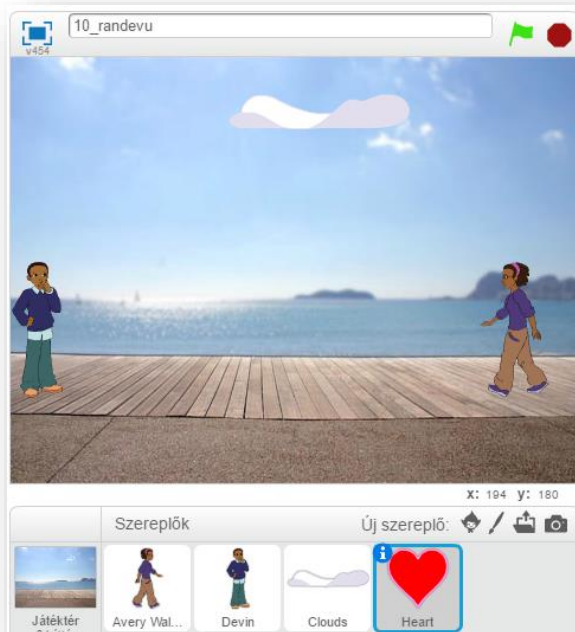 10_randevu
v454
x: 194 y: 180
Szereplők
Új szereplő:
Játéktér
Avery Wal...
Devin
Clouds
Heart